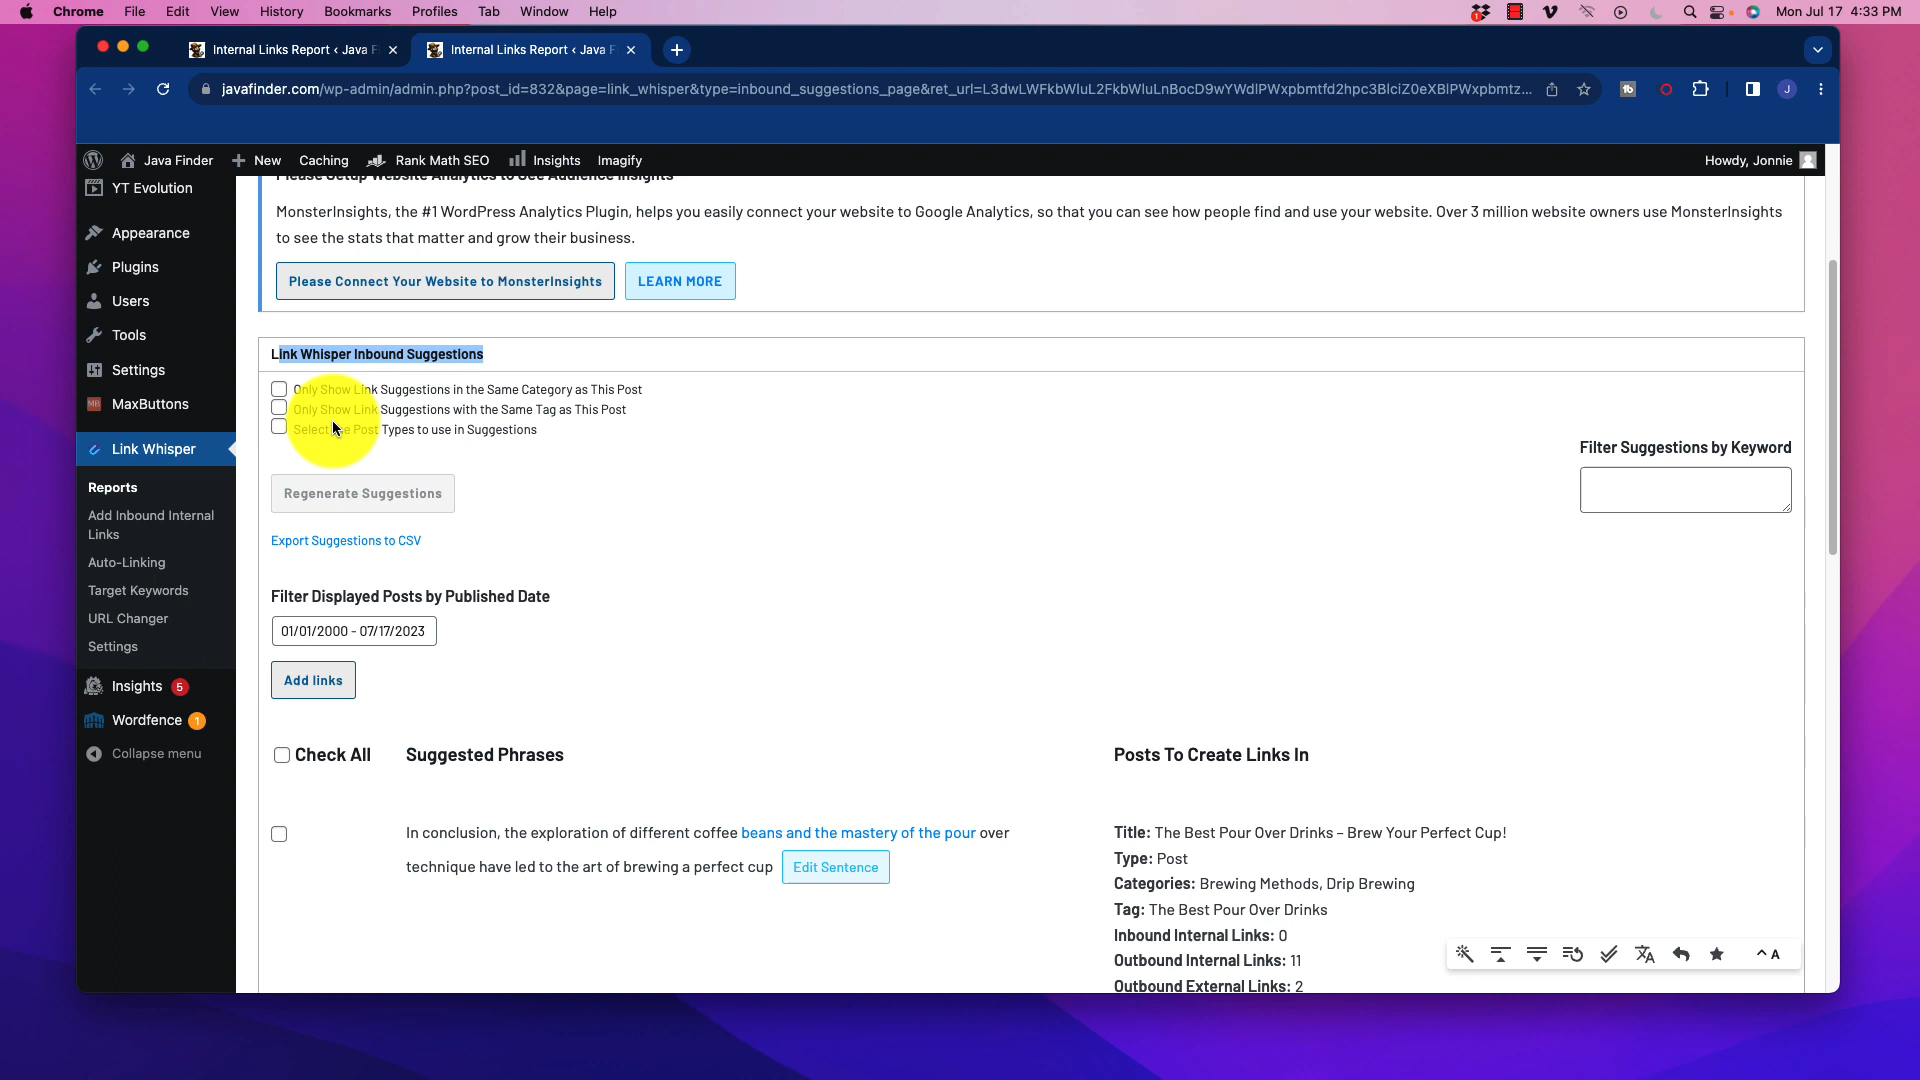 Chrome File Edit View History Bookmarks Profiles Tab Window Help
1
Mon Jul 17 4:33 PM
Internal Links Report ‹ Java F
Internal Links Report ‹ Java F
javafinder.com/wp-admin/admin.php?post_id=832&page=link_whisper&type=inbound_suggestions_page&ret_url=L3dwLWFkbWluL2FkbWluLnBocD9wYWdlPWxpbmtfd2hpc3BlciZ0eXBlPWxpbmtz...
tb
J
Java Finder New Caching Rank Math SEO Insights Imagify
Howdy, Jonnie
YT Evolution
Appearance
Plugins
Users
Tools
Settings
MB MaxButtons
Link Whisper
Reports
Add Inbound Internal
Links
Auto-Linking
Target Keywords
URL Changer
Settings
Insights 5
Wordfence 1
Collapse menu
Please Setup Website Analytics to See Audience Insights
MonsterInsights, the #1 WordPress Analytics Plugin, helps you easily connect your website to Google Analytics, so that you can see how people find and use your website. Over 3 million website owners use MonsterInsights
to see the stats that matter and grow their business.
Please Connect Your Website to MonsterInsights
LEARN MORE
Link Whisper Inbound Suggestions
Only Show Link Suggestions in the Same Category as This Post
Only Show Link Suggestions with the Same Tag as This Post
Select Post Types to use in Suggestions
Filter Suggestions by Keyword
Regenerate Suggestions
Export Suggestions to CSV
Filter Displayed Posts by Published Date
01/01/2000 - 07/17/2023
Add links
Check All
Suggested Phrases
Posts To Create Links In
In conclusion, the exploration of different coffee beans and the mastery of the pour over
technique have led to the art of brewing a perfect cup
Edit Sentence
Title: The Best Pour Over Drinks – Brew Your Perfect Cup!
Type: Post
Categories: Brewing Methods, Drip Brewing
Tag: The Best Pour Over Drinks
Inbound Internal Links: 0
Outbound Internal Links: 11
Outbound External Links: 2
A